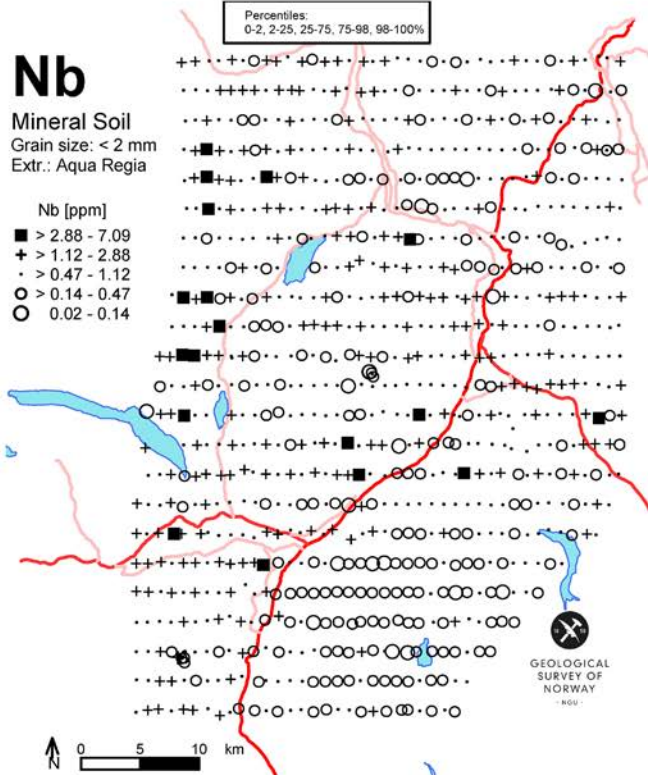 Percentiles:
0-2, 2-25, 25-75, 75-98, 98-100%
Nb
Mineral Soil
Grain size: < 2 mm
Extr.: Aqua Regia
Nb [ppm]
> 2.88 - 7.09
> 1.12 - 2.88
> 0.47 - 1.12
> 0.14 - 0.47
0.02 - 0.14
GEOLOGICAL
SURVEY OF
NORWAY
- NGU -
N
0 5 10 km